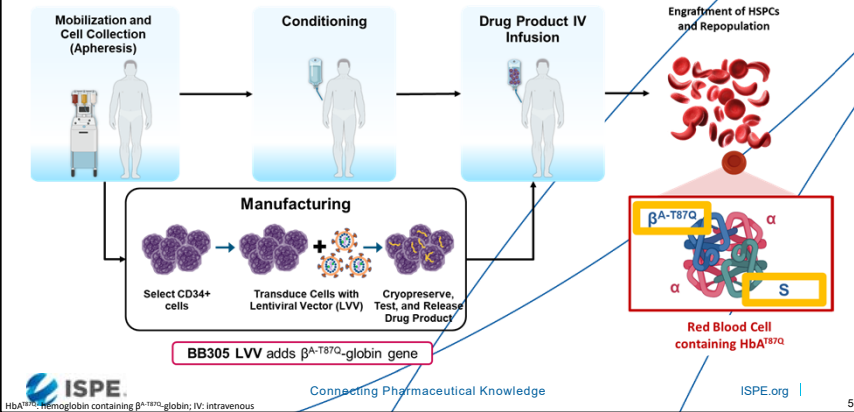 Mobilization and
Cell Collection
(Apheresis)
Conditioning
Drug Product IV
Infusion
Engraftment of HSPCs
and Repopulation
Manufacturing
Select CD34+
cells
Transduce Cells with
Lentiviral Vector (LVV)
Cryopreserve,
Test, and Release
Drug Product
βA-T87Q
α
α
S
Red Blood Cell
containing HbAT87Q
BB305 LVV adds βA-T87Q-globin gene
ISPE.
Connecting Pharmaceutical Knowledge
ISPE.org
HbAT87Q: hemoglobin containing βA-T87Q-globin; IV: intravenous
5